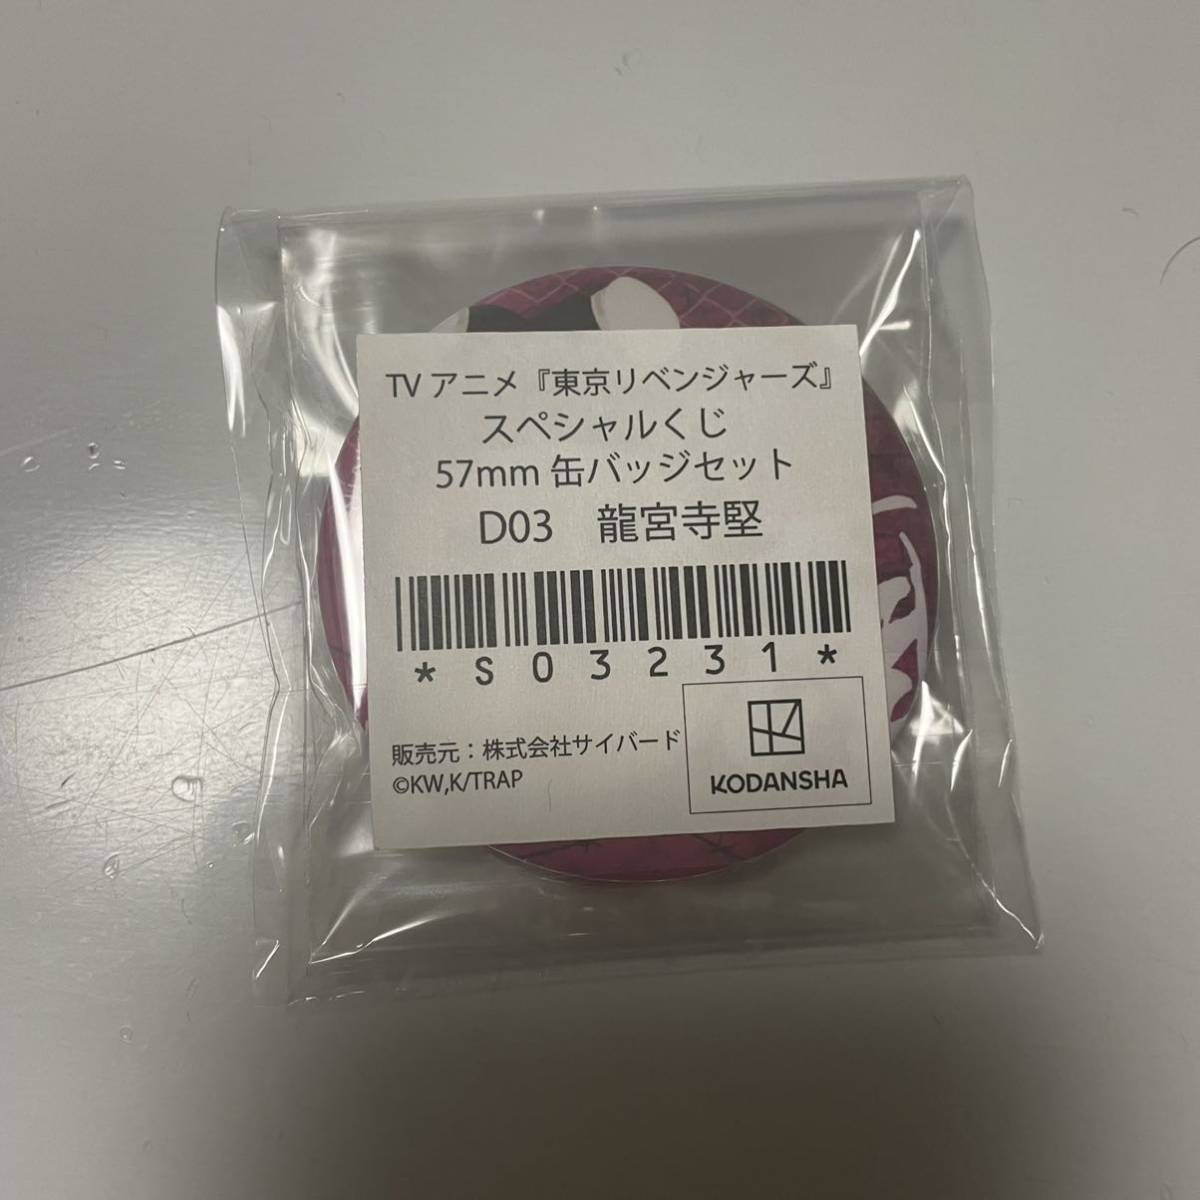 TV アニメ『東京リベンジャーズ』
スペシャルくじ
57mm 缶バッジセット
D03　龍宮寺堅
*S03231*
販売元：株式会社サイバード
©KW,K/TRAP
KODANSHA